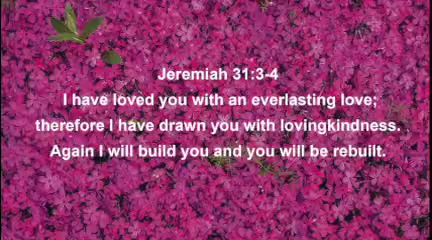 Jeremiah 31:3-4
I have loved you with an everlasting love;
therefore I have drawn you with lovingkindness.
Again I will build you and you will be rebuilt.